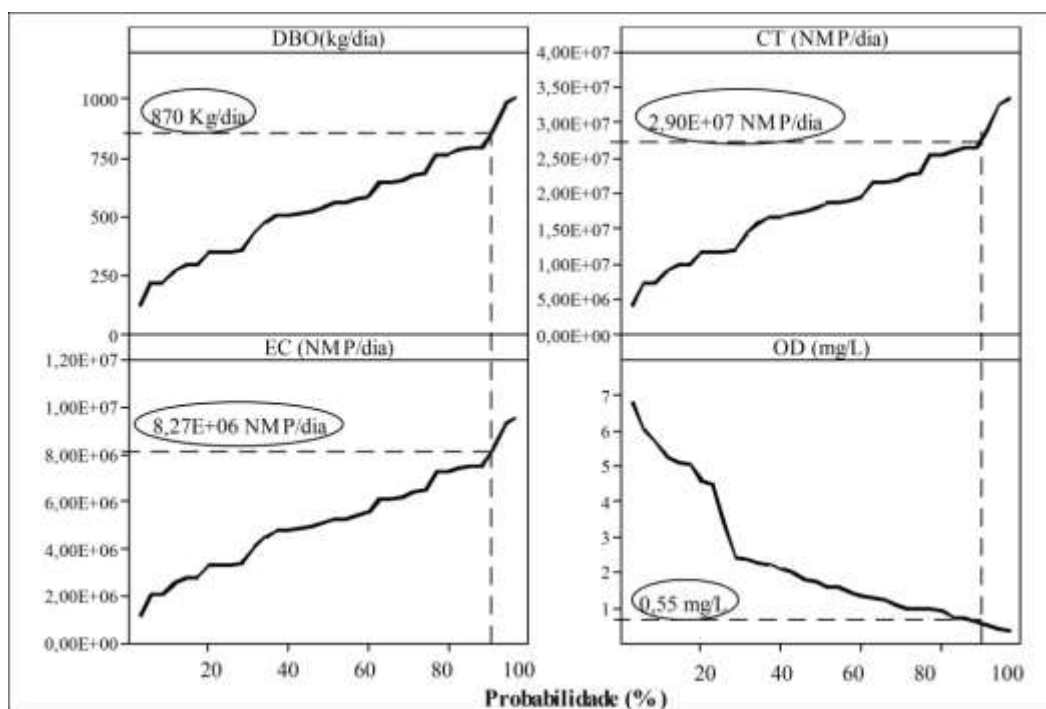 DBO(kg/dia)
1000
750
500
250
0
870 Kg/dia
CT (NMP/dia)
4,00E+07
3,50E+07
3,00E+07
2,50E+07
2,00E+07
1,50E+07
1,00E+07
5,00E+06
0,00E+00
2,90E+07 NMP/dia
EC (NMP/dia)
1,20E+07
1,00E+07
8,00E+06
6,00E+06
4,00E+06
2,00E+06
0,00E+00
8,27E+06 NMP/dia
20 40 60 80 100
OD (mg/L)
7
6
5
4
3
2
1
0,55 mg/L
20 40 60 80 100
Probabilidade (%)